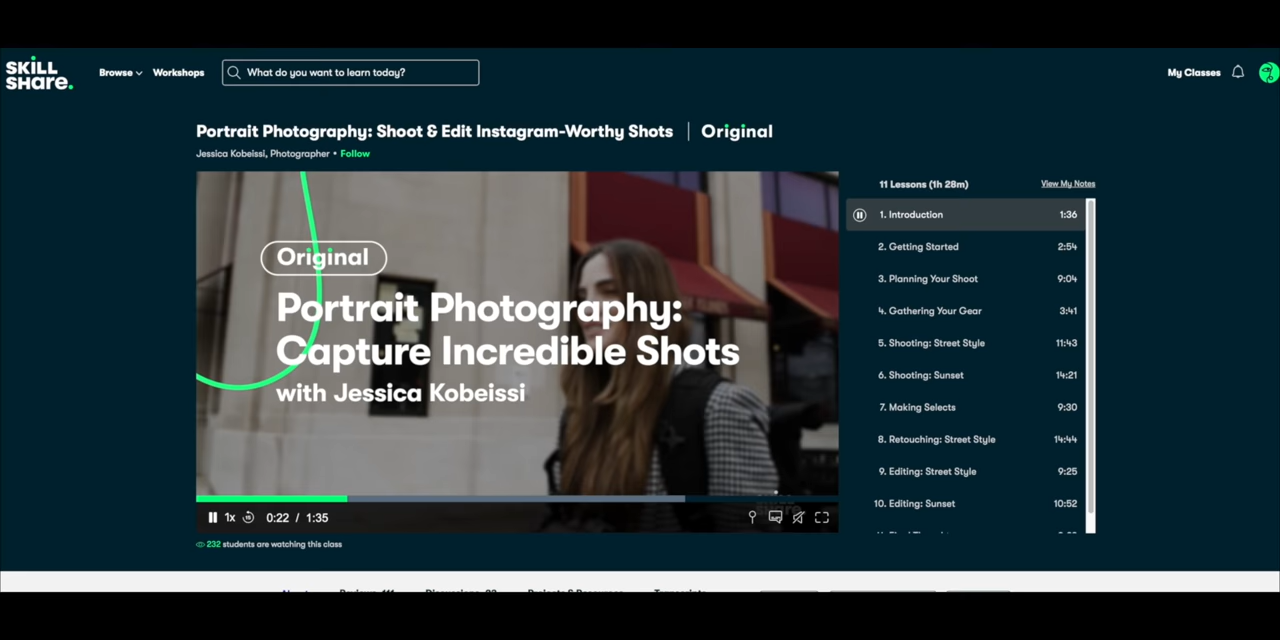 SKILL
SHare.
Browse
Workshops
What do you want to learn today?
My Classes
Portrait Photography: Shoot & Edit Instagram-Worthy Shots
Original
Jessica Kobeissi, Photographer • Follow
Original
Portrait Photography:
Capture Incredible Shots
with Jessica Kobeissi
1x
15
0:22 / 1:35
232 students are watching this class
11 Lessons (1h 28m)
View My Notes
1. Introduction 1:36
2. Getting Started 2:54
3. Planning Your Shoot 9:04
4. Gathering Your Gear 3:41
5. Shooting: Street Style 11:43
6. Shooting: Sunset 14:21
7. Making Selects 9:30
8. Retouching: Street Style 14:44
9. Editing: Street Style 9:25
10. Editing: Sunset 10:52